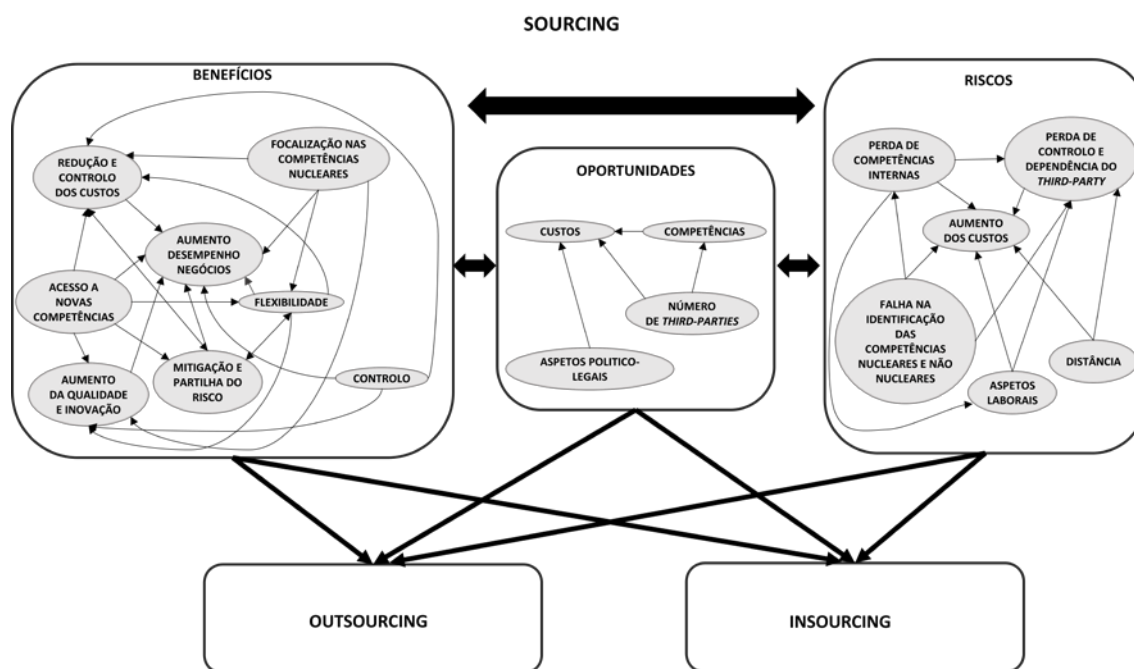 SOURCING
BENEFÍCIOS
REDUÇÃO E
CONTROLO
DOS CUSTOS
FOCALIZAÇÃO NAS
COMPETÊNCIAS
NUCLEARES
AUMENTO
DESEMPENHO
NEGÓCIOS
ACESSO A
NOVAS
COMPETÊNCIAS
FLEXIBILIDADE
MITIGAÇÃO E
PARTILHA DO
RISCO
CONTROLO
AUMENTO
DA QUALIDADE
E INOVAÇÃO
OPORTUNIDADES
CUSTOS
COMPETÊNCIAS
NÚMERO
DE THIRD-PARTIES
ASPETOS POLITICO-
LEGAIS
RISCOS
PERDA DE
COMPETÊNCIAS
INTERNAS
PERDA DE
CONTROLO E
DEPENDÊNCIA DO
THIRD-PARTY
AUMENTO
DOS CUSTOS
FALHA NA
IDENTIFICAÇÃO
DAS
COMPETÊNCIAS
NUCLEARES E NÃO
NUCLEARES
DISTÂNCIA
ASPETOS
LABORAIS
OUTSOURCING
INSOURCING